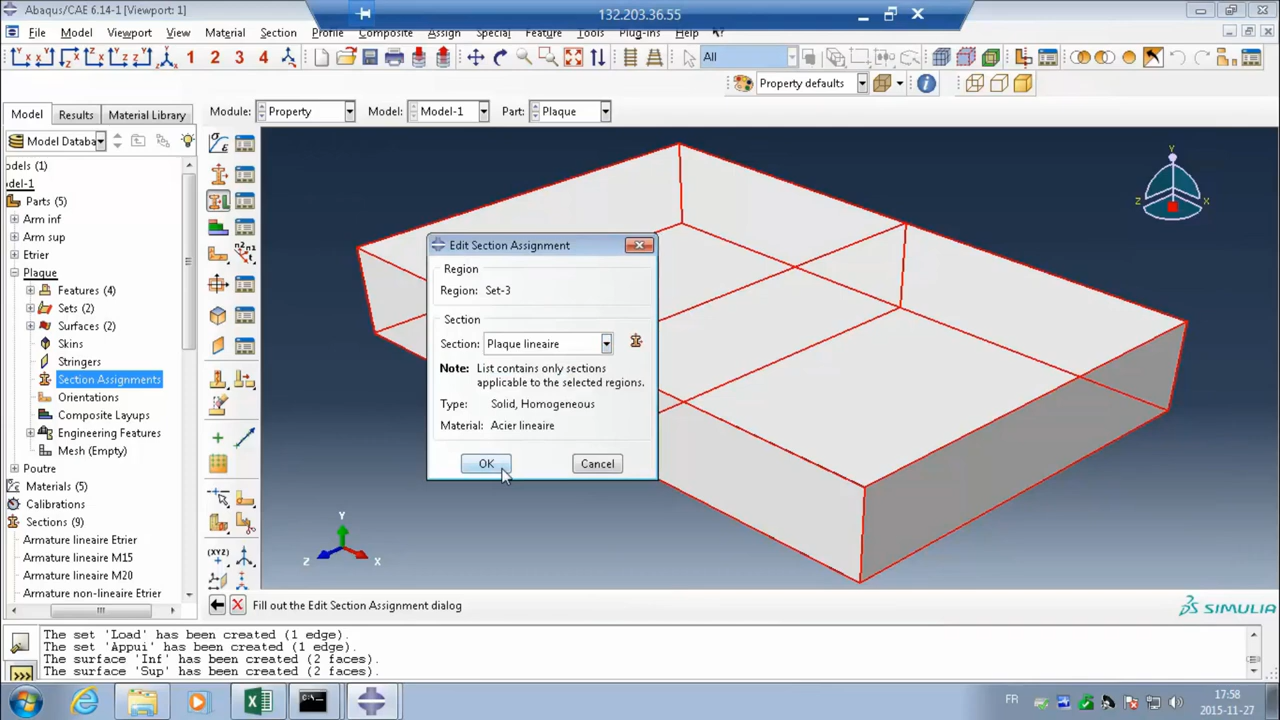 Abaqus/CAE 6.14-1 [Viewport: 1]
132.203.36.55
File Model Viewport View Material Section Profile Composite Assign Special Feature Tools Plug-ins Help
1 2 3 4 All
Property defaults
Model Results Material Library
Module: Property Model: Model-1 Part: Plaque
Model Databa
odels (1)
del-1
Parts (5)
Arm inf
Arm sup
Etrier
Plaque
Features (4)
Sets (2)
Surfaces (2)
Skins
Stringers
Section Assignments
Orientations
Composite Layups
Engineering Features
Mesh (Empty)
Poutre
Materials (5)
Calibrations
Sections (9)
Armature lineaire Etrier
Armature lineaire M15
Armature lineaire M20
Armature non-lineaire Etrier
Edit Section Assignment
Region
Region: Set-3
Section
Section: Plaque lineaire
Note: List contains only sections
applicable to the selected regions.
Type: Solid, Homogeneous
Material: Acier lineaire
OK Cancel
Y
Z X
Y
Z X
Fill out the Edit Section Assignment dialog
SIMULIA
The set 'Load' has been created (1 edge).
The set 'Appui' has been created (1 edge).
The surface 'Inf' has been created (2 faces).
The surface 'Sup' has been created (2 faces).
>>>
FR
17:58
2015-11-27